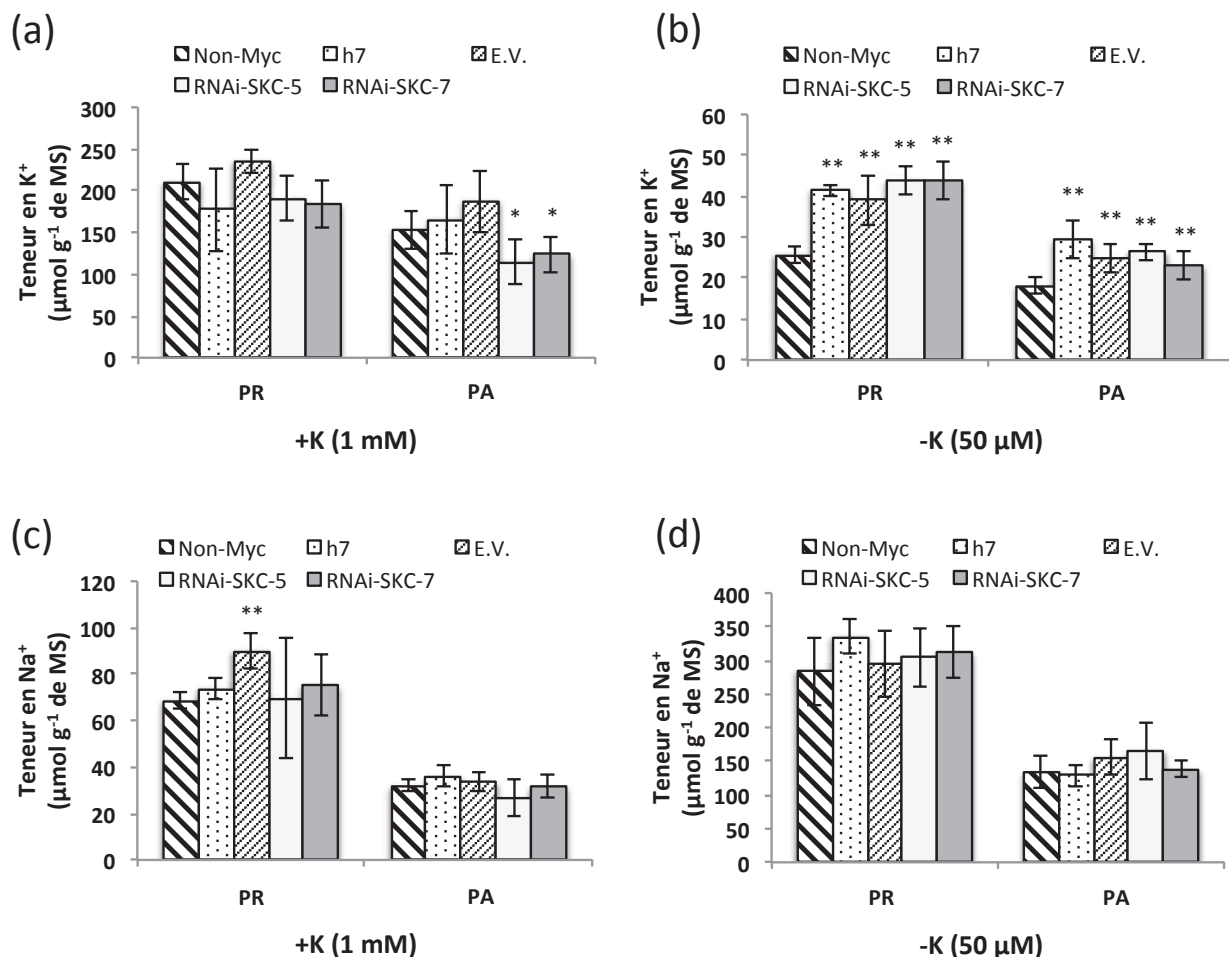 (a)
Non-Myc h7 E.V.
RNAi-SKC-5 RNAi-SKC-7
Teneur en K⁺
(µmol g⁻¹ de MS)
300
250
200
150
100
50
0
* *
PR PA
+K (1 mM)
(b)
Non-Myc h7 E.V.
RNAi-SKC-5 RNAi-SKC-7
Teneur en K⁺
(µmol g⁻¹ de MS)
60
50
40
30
20
10
0
** ** ** **
** ** ** **
PR PA
-K (50 µM)
(c)
Non-Myc h7 E.V.
RNAi-SKC-5 RNAi-SKC-7
Teneur en Na⁺
(µmol g⁻¹ de MS)
120
100
80
60
40
20
0
**
PR PA
+K (1 mM)
(d)
Non-Myc h7 E.V.
RNAi-SKC-5 RNAi-SKC-7
Teneur en Na⁺
(µmol g⁻¹ de MS)
400
350
300
250
200
150
100
50
0
PR PA
-K (50 µM)